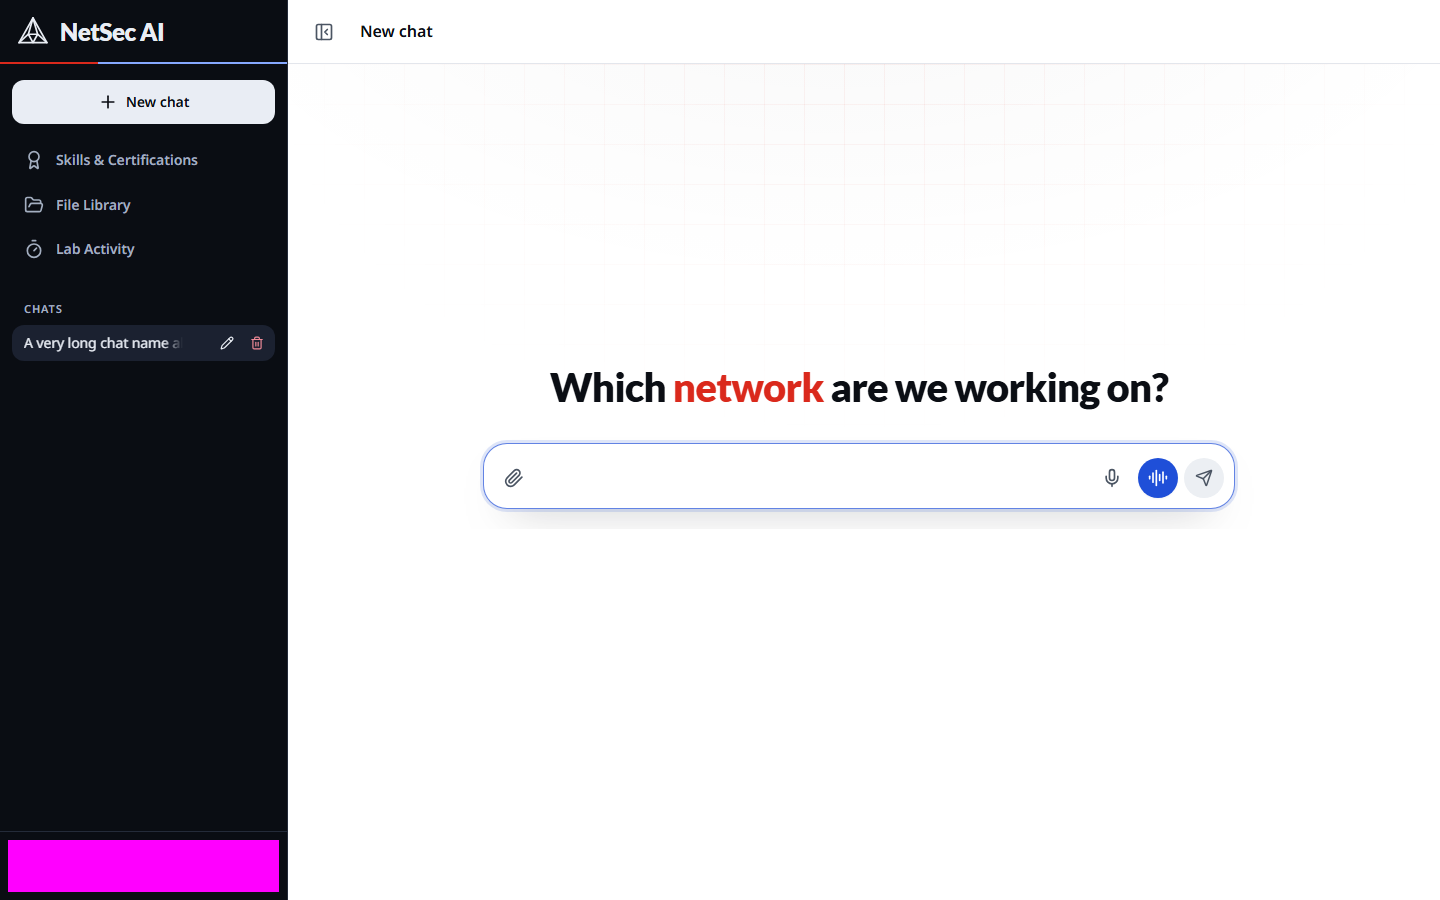 NetSec AI
New chat
Skills & Certifications
File Library
Lab Activity
CHATS
A very long chat name a
New chat
Which network are we working on?